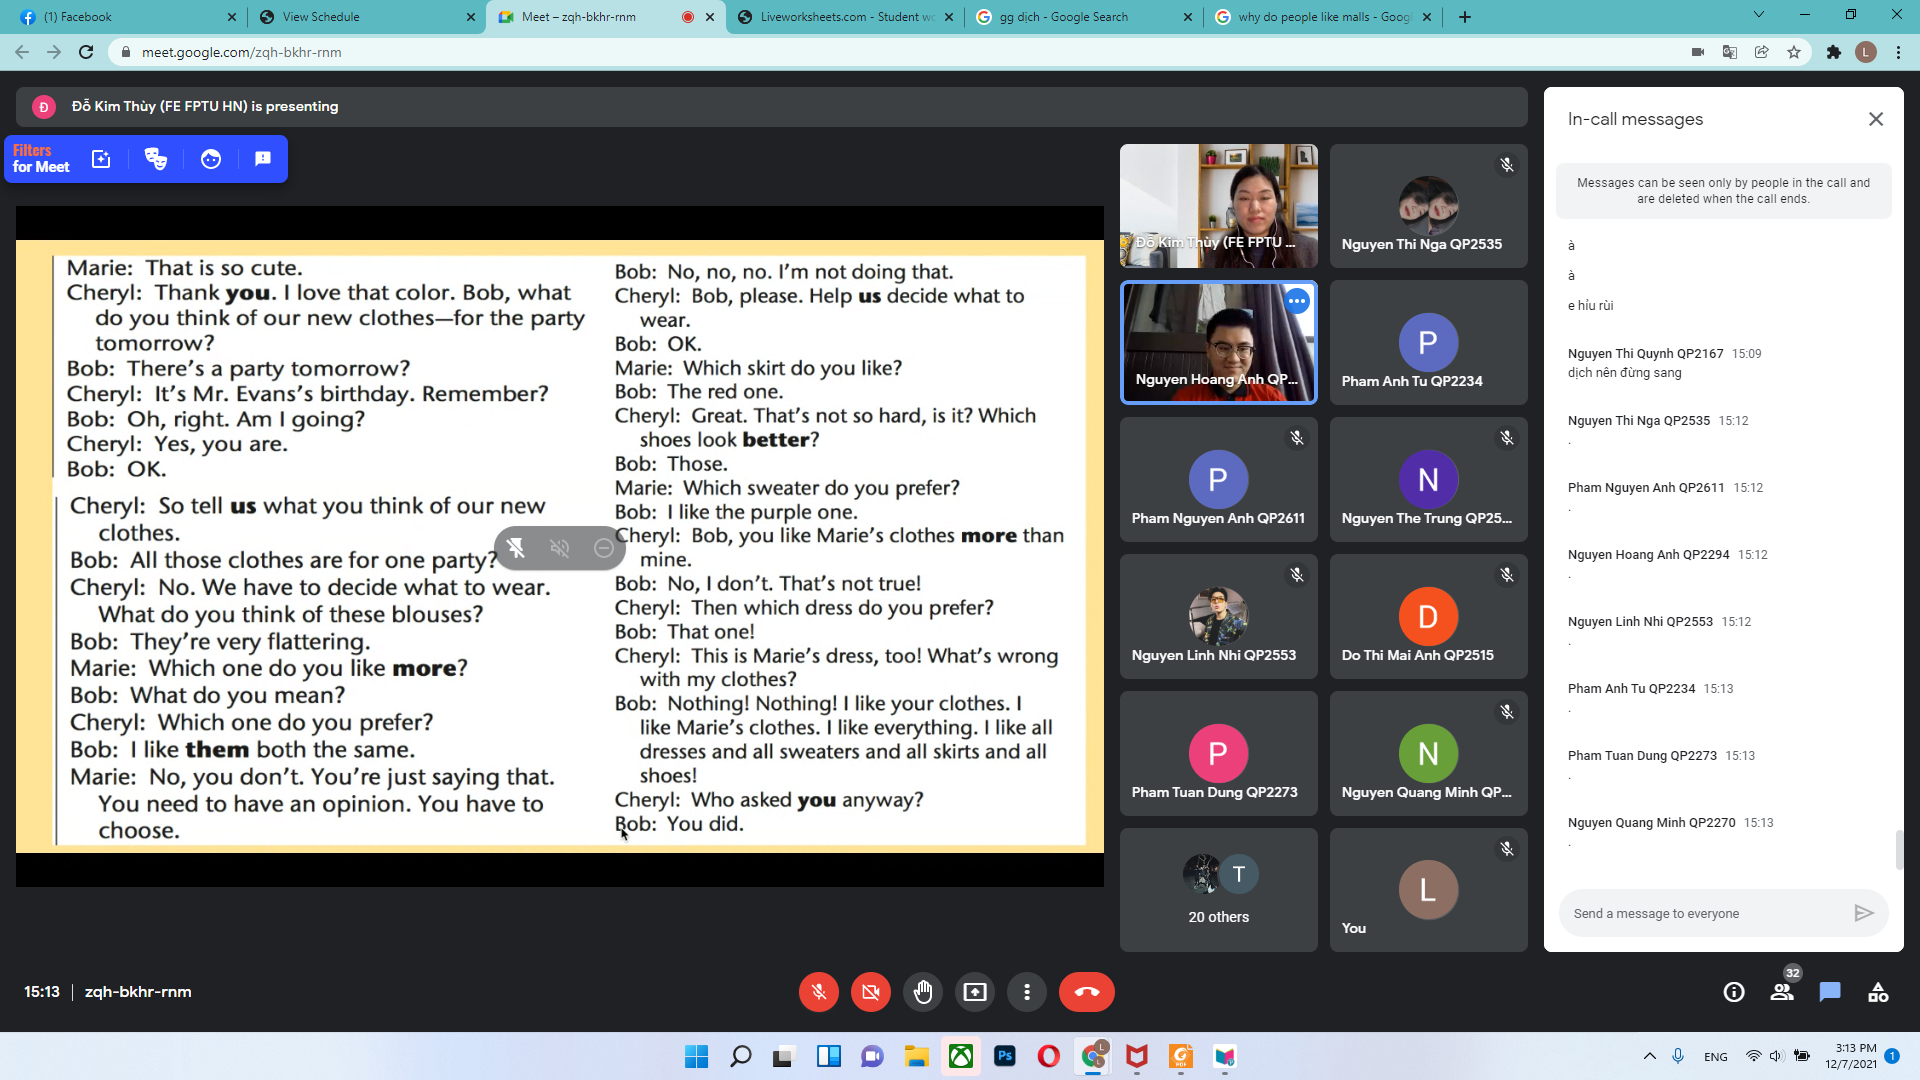 (1) Facebook
View Schedule
Meet – zqh-bkhr-rnm
Liveworksheets.com - Student wo
gg dịch - Google Search
why do people like malls - Goog
meet.google.com/zqh-bkhr-rnm
L
Đ
Đỗ Kim Thùy (FE FPTU HN) is presenting
Filters
for Meet
Marie: That is so cute.
Cheryl: Thank you. I love that color. Bob, what
do you think of our new clothes—for the party
tomorrow?
Bob: There's a party tomorrow?
Cheryl: It's Mr. Evans's birthday. Remember?
Bob: Oh, right. Am I going?
Cheryl: Yes, you are.
Bob: OK.
Cheryl: So tell us what you think of our new
clothes.
Bob: All those clothes are for one party?
Cheryl: No. We have to decide what to wear.
What do you think of these blouses?
Bob: They're very flattering.
Marie: Which one do you like more?
Bob: What do you mean?
Cheryl: Which one do you prefer?
Bob: I like them both the same.
Marie: No, you don't. You're just saying that.
You need to have an opinion. You have to
choose.
Bob: No, no, no. I'm not doing that.
Cheryl: Bob, please. Help us decide what to
wear.
Bob: OK.
Marie: Which skirt do you like?
Bob: The red one.
Cheryl: Great. That's not so hard, is it? Which
shoes look better?
Bob: Those.
Marie: Which sweater do you prefer?
Bob: I like the purple one.
Cheryl: Bob, you like Marie's clothes more than
mine.
Bob: No, I don't. That's not true!
Cheryl: Then which dress do you prefer?
Bob: That one!
Cheryl: This is Marie's dress, too! What's wrong
with my clothes?
Bob: Nothing! Nothing! I like your clothes. I
like Marie's clothes. I like everything. I like all
dresses and all sweaters and all skirts and all
shoes!
Cheryl: Who asked you anyway?
Bob: You did.
Đỗ Kim Thùy (FE FPTU ...
Nguyen Thi Nga QP2535
Nguyen Hoang Anh QP...
P
Pham Anh Tu QP2234
P
Pham Nguyen Anh QP2611
N
Nguyen The Trung QP25...
Nguyen Linh Nhi QP2553
D
Do Thi Mai Anh QP2515
P
Pham Tuan Dung QP2273
N
Nguyen Quang Minh QP...
T
20 others
L
You
In-call messages
Messages can be seen only by people in the call and
are deleted when the call ends.
à
à
e hỉu rùi
Nguyen Thi Quynh QP2167 15:09
dịch nên đừng sang
Nguyen Thi Nga QP2535 15:12
.
Pham Nguyen Anh QP2611 15:12
.
Nguyen Hoang Anh QP2294 15:12
.
Nguyen Linh Nhi QP2553 15:12
.
Pham Anh Tu QP2234 15:13
.
Pham Tuan Dung QP2273 15:13
.
Nguyen Quang Minh QP2270 15:13
.
Send a message to everyone
15:13 | zqh-bkhr-rnm
32
Ps
L
L
PDF
ENG
3:13 PM
12/7/2021
1